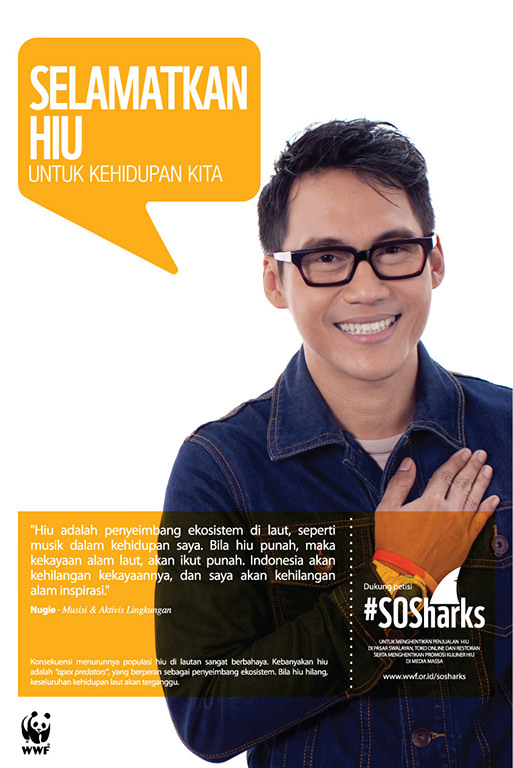 SELAMATKAN
HIU
UNTUK KEHIDUPAN KITA
"Hiu adalah penyeimbang ekosistem di laut, seperti
musik dalam kehidupan saya. Bila hiu punah, maka
kekayaan alam laut, akan ikut punah. Indonesia akan
kehilangan kekayaannya, dan saya akan kehilangan
alam inspirasi."
Nugie - Musisi & Aktivis Lingkungan
Konsekuensi menurunnya populasi hiu di lautan sangat berbahaya. Kebanyakan hiu
adalah "apex predators", yang berperan sebagai penyeimbang ekosistem. Bila hiu hilang,
keseluruhan kehidupan laut akan terganggu.
Dukung petisi
#SOSharks
UNTUK MENGHENTIKAN PENJUALAN HIU
DI PASAR SWALAYAN, TOKO ONLINE DAN RESTORAN
SERTA MENGHENTIKAN PROMOSI KULINER HIU
DI MEDIA MASSA
www.wwf.or.id/sosharks
WWF